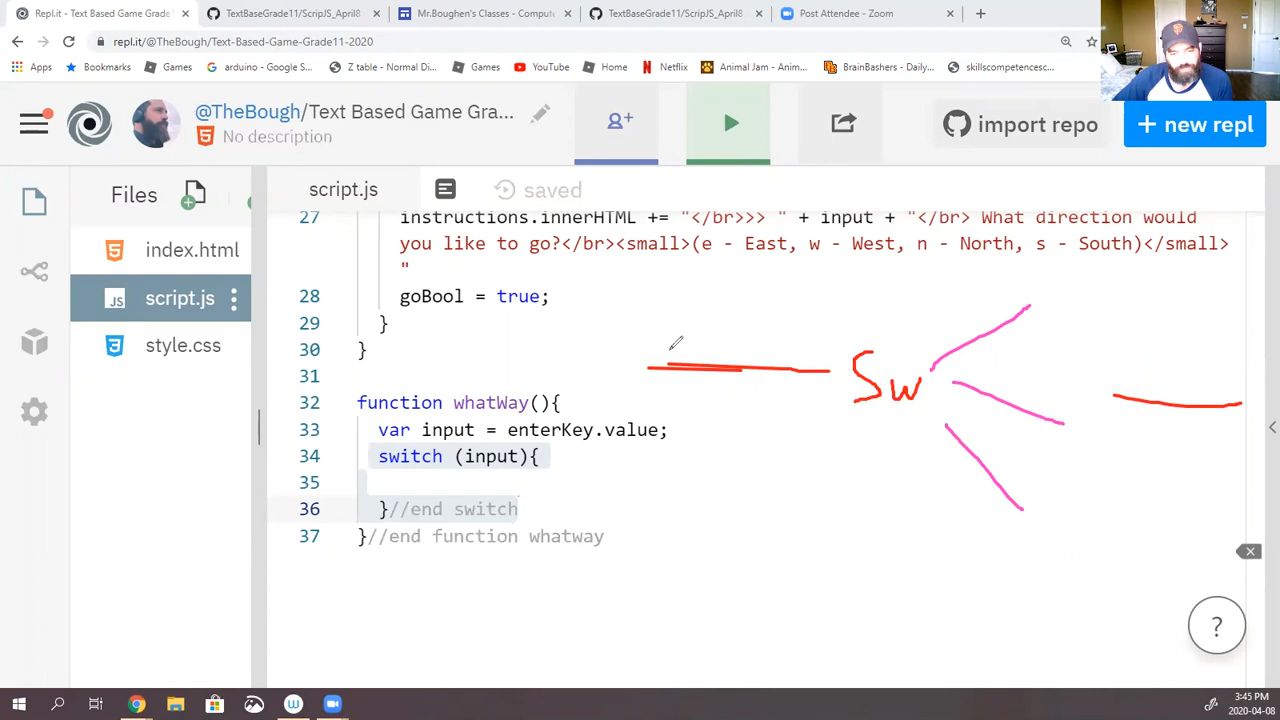 Repl.it - Text Based Game Grade1
TextBaseGrade11/ScripJS_April8
Mr.Boughen's Classes - Compute
TextBaseGrade11/ScripJS_April8
Post Attendee - Zoom
repl.it/@TheBough/Text-Based-Game-Grade11-2020
Apps Bookmarks Games arduino - Google S... Z table - Normal Di... Games YouTube Home Netflix Animal Jam - Anim... BrainBashers - Daily... skillscompetencesc...
@TheBough/Text Based Game Gra...
No description
import repo
+ new repl
Files
script.js
saved
index.html
script.js
style.css
27 instructions.innerHTML += "</br>>> " + input + "</br> What direction would
you like to go?</br><small>(e - East, w - West, n - North, s - South)</small>
"
28 goBool = true;
29 }
30 }
31
32 function whatWay(){
33 var input = enterKey.value;
34 switch (input){
35
36 }//end switch
37 }//end function whatway
Sw
?
3:45 PM
2020-04-08